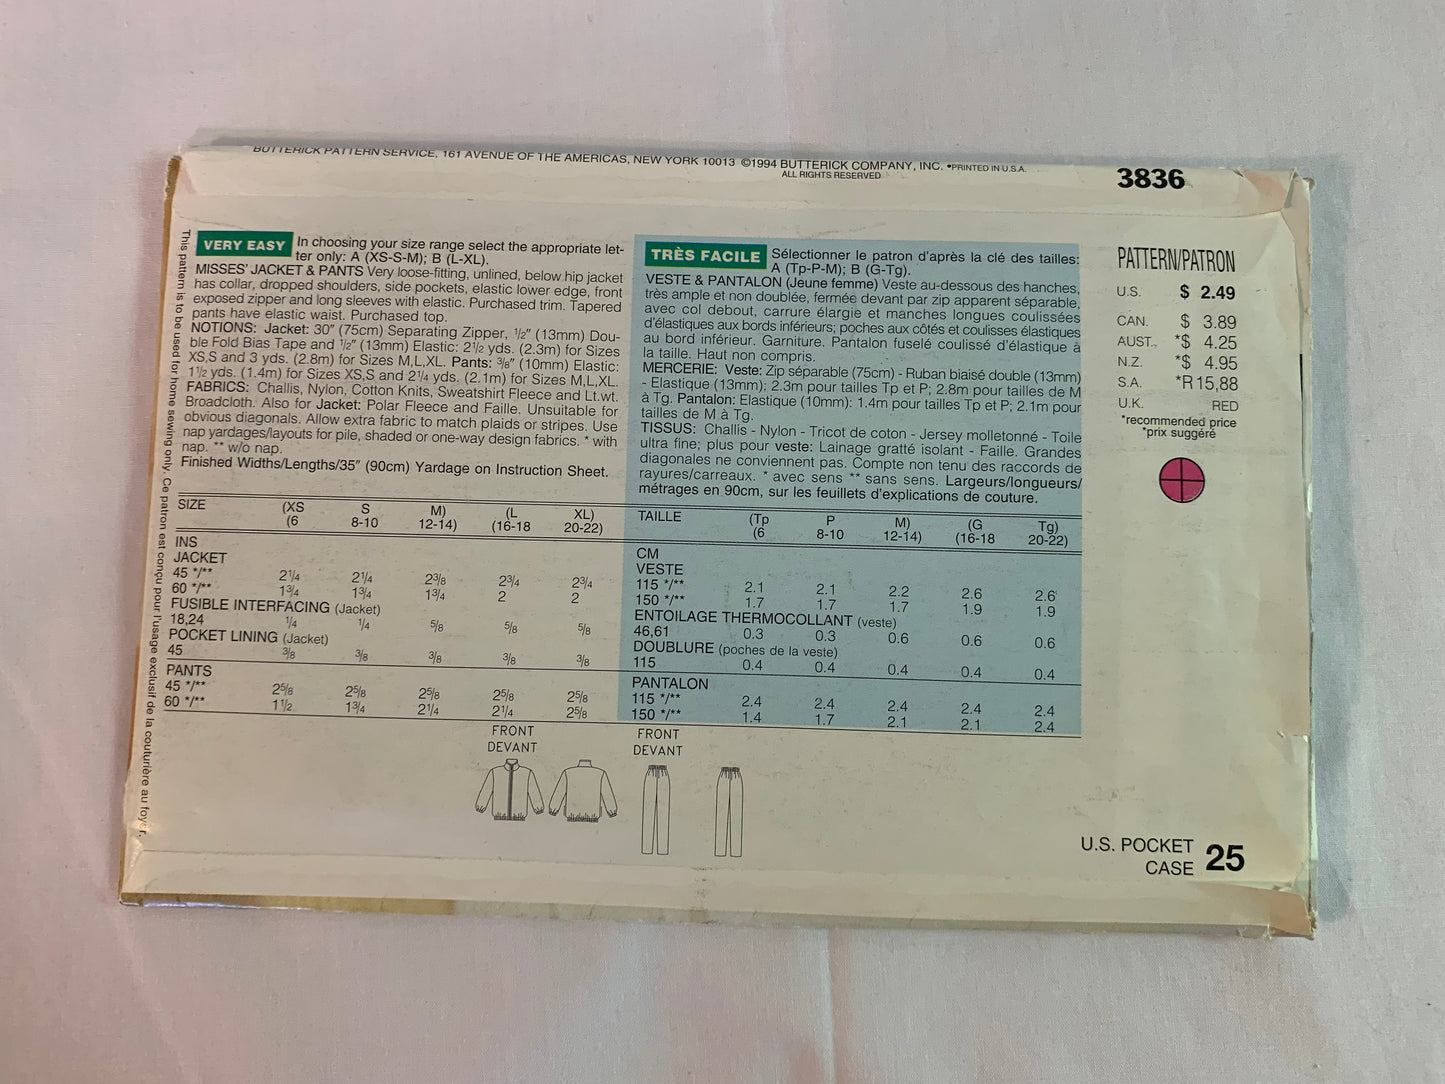 BUTTERICK PATTERN SERVICE, 161 AVENUE OF THE AMERICAS, NEW YORK 10013 ©1994 BUTTERICK COMPANY, INC. •PRINTED IN U.S.A.
ALL RIGHTS RESERVED
3836
This pattern is to be used for home sewing only. Ce patron est conçu pour l'usage exclusif de la couturière au foyer.
VERY EASY In choosing your size range select the appropriate let-
ter only: A (XS-S-M); B (L-XL).
MISSES' JACKET & PANTS Very loose-fitting, unlined, below hip jacket
has collar, dropped shoulders, side pockets, elastic lower edge, front
exposed zipper and long sleeves with elastic. Purchased trim. Tapered
pants have elastic waist. Purchased top.
NOTIONS: Jacket: 30" (75cm) Separating Zipper, 1/2" (13mm) Dou-
ble Fold Bias Tape and 1/2" (13mm) Elastic: 2 1/2 yds. (2.3m) for Sizes
XS,S and 3 yds. (2.8m) for Sizes M,L,XL. Pants: 3/8" (10mm) Elastic:
1 1/2 yds. (1.4m) for Sizes XS,S and 2 1/4 yds. (2.1m) for Sizes M,L,XL.
FABRICS: Challis, Nylon, Cotton Knits, Sweatshirt Fleece and Lt.wt.
Broadcloth. Also for Jacket: Polar Fleece and Faille. Unsuitable for
obvious diagonals. Allow extra fabric to match plaids or stripes. Use
nap yardages/layouts for pile, shaded or one-way design fabrics. * with
nap. ** w/o nap.
Finished Widths/Lengths/35" (90cm) Yardage on Instruction Sheet.
SIZE (XS S M) (L XL)
(6 8-10 12-14) (16-18 20-22)
INS
JACKET
45 */** 2 1/4 2 1/4 2 3/8 2 3/4 2 3/4
60 */** 1 3/4 1 3/4 1 3/4 2 2
FUSIBLE INTERFACING (Jacket)
18,24 1/4 1/4 5/8 5/8 5/8
POCKET LINING (Jacket)
45 3/8 3/8 3/8 3/8 3/8
PANTS
45 */** 2 5/8 2 5/8 2 5/8 2 5/8 2 5/8
60 */** 1 1/2 1 3/4 2 1/4 2 1/4 2 5/8
TRÈS FACILE Sélectionner le patron d'après la clé des tailles:
A (Tp-P-M); B (G-Tg).
VESTE & PANTALON (Jeune femme) Veste au-dessous des hanches,
très ample et non doublée, fermée devant par zip apparent séparable,
avec col debout, carrure élargie et manches longues coulissées
d'élastiques aux bords inférieurs; poches aux côtés et coulisses élastiques
au bord inférieur. Garniture. Pantalon fuselé coulissé d'élastique à
la taille. Haut non compris.
MERCERIE: Veste: Zip séparable (75cm) - Ruban biaisé double (13mm)
- Elastique (13mm): 2.3m pour tailles Tp et P; 2.8m pour tailles de M
à Tg. Pantalon: Elastique (10mm): 1.4m pour tailles Tp et P; 2.1m pour
tailles de M à Tg.
TISSUS: Challis - Nylon - Tricot de coton - Jersey molletonné - Toile
ultra fine; plus pour veste: Lainage gratté isolant - Faille. Grandes
diagonales ne conviennent pas. Compte non tenu des raccords de
rayures/carreaux. * avec sens ** sans sens. Largeurs/longueurs/
métrages en 90cm, sur les feuillets d'explications de couture.
TAILLE (Tp P M) (G Tg)
(6 8-10 12-14) (16-18 20-22)
CM
VESTE
115 */** 2.1 2.1 2.2 2.6 2.6
150 */** 1.7 1.7 1.7 1.9 1.9
ENTOILAGE THERMOCOLLANT (veste)
46,61 0.3 0.3 0.6 0.6 0.6
DOUBLURE (poches de la veste)
115 0.4 0.4 0.4 0.4 0.4
PANTALON
115 */** 2.4 2.4 2.4 2.4 2.4
150 */** 1.4 1.7 2.1 2.1 2.4
PATTERN/PATRON
U.S. $ 2.49
CAN. $ 3.89
AUST. *$ 4.25
N.Z. *$ 4.95
S.A. *R 15,88
U.K. RED
*recommended price
*prix suggéré
FRONT
DEVANT
FRONT
DEVANT
U.S. POCKET
CASE 25